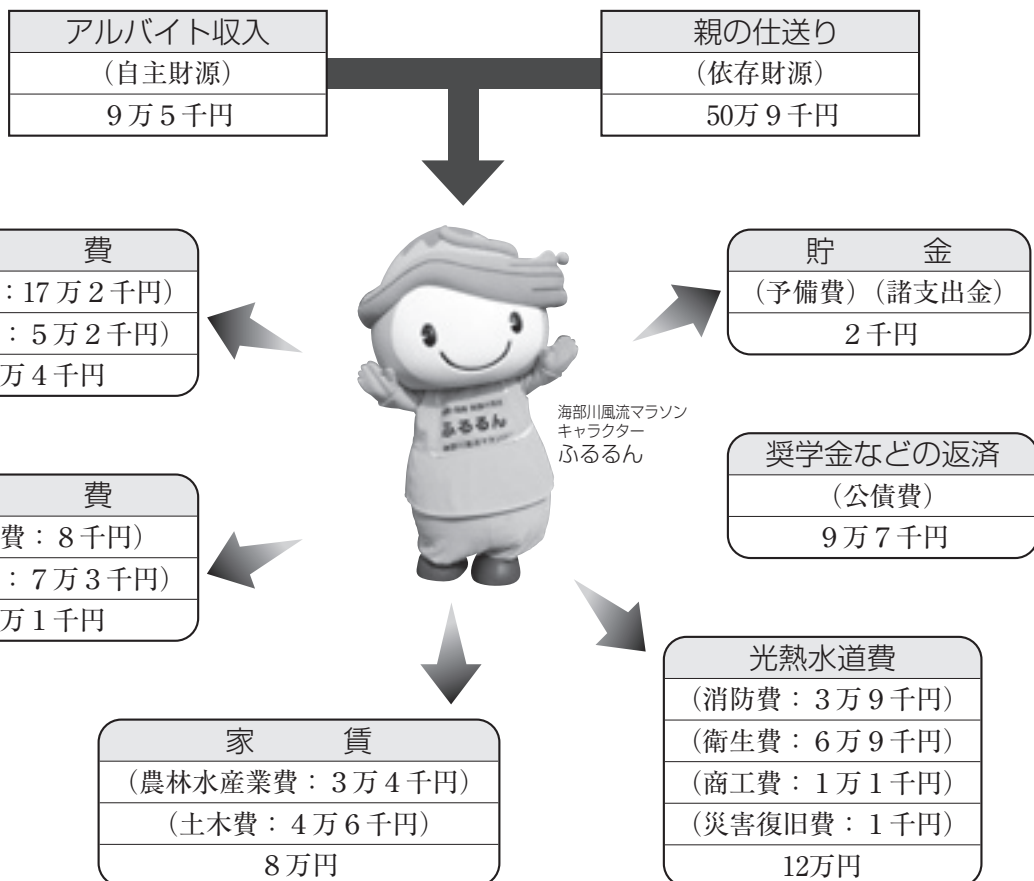 アルバイト収入
(自主財源)
9万5千円
親の仕送り
(依存財源)
50万9千円
費
:17万2千円)
:5万2千円)
万4千円
貯 金
(予備費)(諸支出金)
2千円
ふるるん
海部川風流マラソン
キャラクター
ふるるん
奨学金などの返済
(公債費)
9万7千円
費
費:8千円)
:7万3千円)
万1千円
家 賃
(農林水産業費:3万4千円)
(土木費:4万6千円)
8万円
光熱水道費
(消防費:3万9千円)
(衛生費:6万9千円)
(商工費:1万1千円)
(災害復旧費:1千円)
12万円